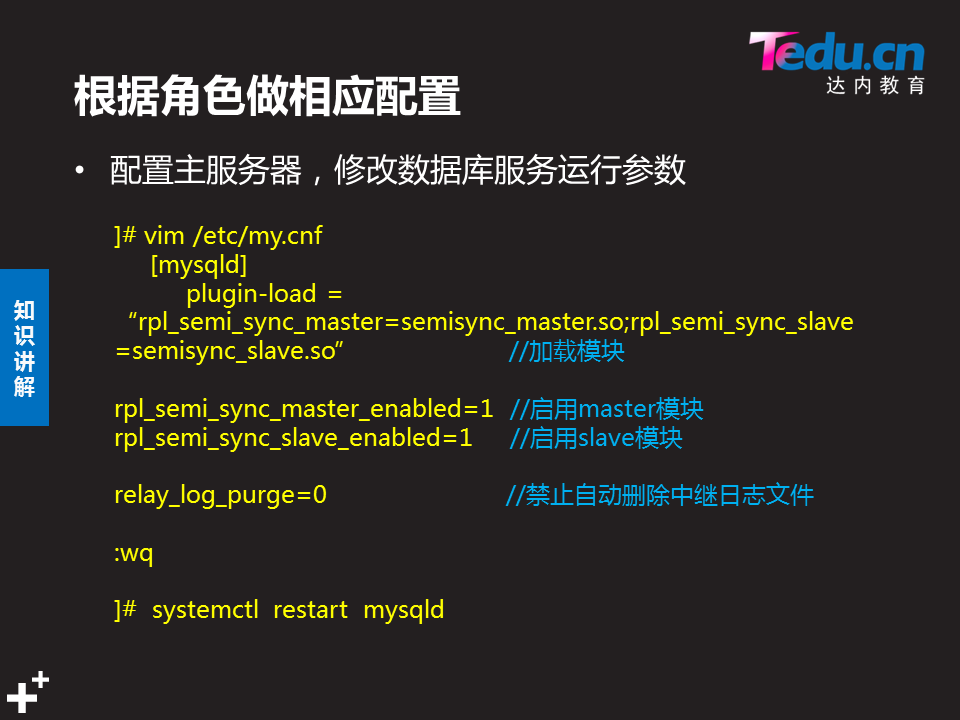 Tedu.cn
达内教育
根据角色做相应配置
• 配置主服务器，修改数据库服务运行参数
]# vim /etc/my.cnf
[mysqld]
plugin-load =
“rpl_semi_sync_master=semisync_master.so;rpl_semi_sync_slave
=semisync_slave.so” //加载模块
rpl_semi_sync_master_enabled=1 //启用master模块
rpl_semi_sync_slave_enabled=1 //启用slave模块
relay_log_purge=0 //禁止自动删除中继日志文件
:wq
]# systemctl restart mysqld
知
识
讲
解